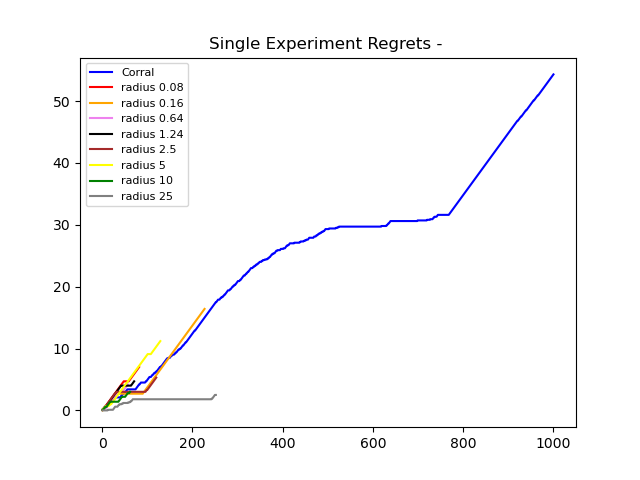 Single Experiment Regrets -
Corral
radius 0.08
radius 0.16
radius 0.64
radius 1.24
radius 2.5
radius 5
radius 10
radius 25
50
40
30
20
10
0
0 200 400 600 800 1000